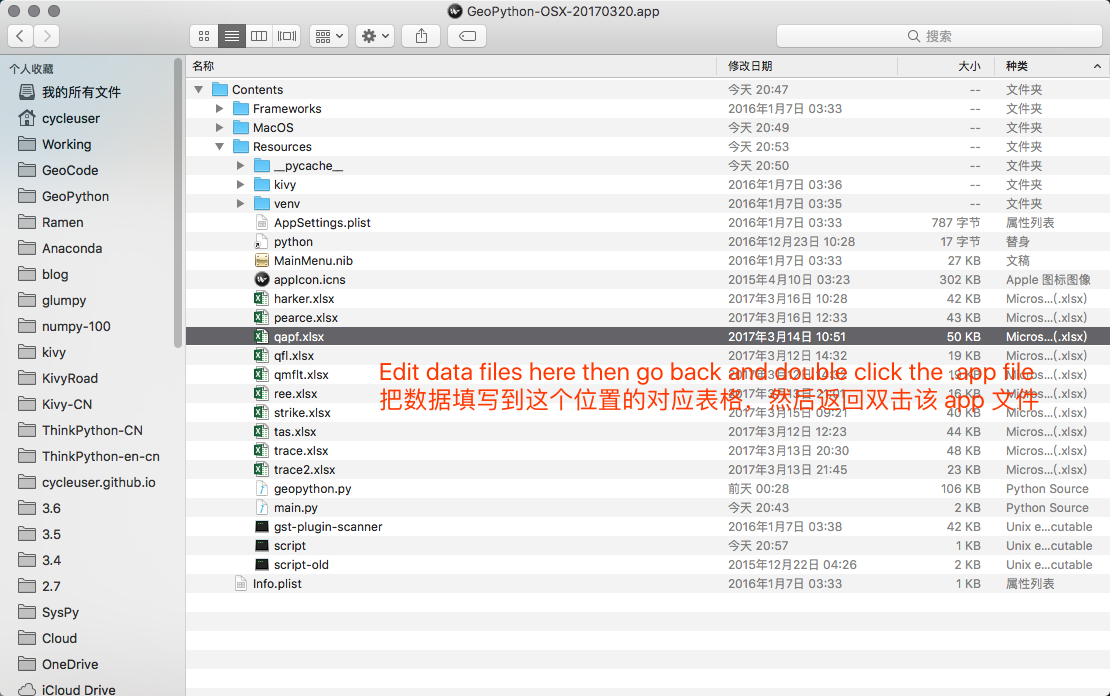 GeoPython-OSX-20170320.app
搜索
个人收藏
我的所有文件
cycleuser
Working
GeoCode
GeoPython
Ramen
Anaconda
blog
glumpy
numpy-100
kivy
KivyRoad
Kivy-CN
ThinkPython-CN
ThinkPython-en-cn
cycleuser.github.io
3.6
3.5
3.4
2.7
SysPy
Cloud
OneDrive
iCloud Drive
名称 修改日期 大小 种类
Contents 今天 20:47 -- 文件夹
Frameworks 2016年1月7日 03:33 -- 文件夹
MacOS 今天 20:49 -- 文件夹
Resources 今天 20:53 -- 文件夹
__pycache__ 今天 20:50 -- 文件夹
kivy 2016年1月7日 03:36 -- 文件夹
venv 2016年1月7日 03:35 -- 文件夹
AppSettings.plist 2016年1月7日 03:33 787 字节 属性列表
python 2016年12月23日 10:28 17 字节 替身
MainMenu.nib 2016年1月7日 03:33 27 KB 文稿
appIcon.icns 2015年4月10日 03:23 302 KB Apple 图标图像
harker.xlsx 2017年3月16日 10:28 42 KB Micros...(.xlsx)
pearce.xlsx 2017年3月16日 12:33 43 KB Micros...(.xlsx)
qapf.xlsx 2017年3月14日 10:51 50 KB Micros...(.xlsx)
qfl.xlsx 2017年3月12日 14:32 19 KB Micros...(.xlsx)
Edit data files here then go back and double click the app file
qmflt.xlsx Micros...(.xlsx)
把数据填写到这个位置的对应表格，然后返回双击该 app 文件
ree.xlsx Micros...(.xlsx)
strike.xlsx 2017年3月15日 09:21 40 KB Micros...(.xlsx)
tas.xlsx 2017年3月12日 12:23 44 KB Micros...(.xlsx)
trace.xlsx 2017年3月13日 20:30 48 KB Micros...(.xlsx)
trace2.xlsx 2017年3月13日 21:45 23 KB Micros...(.xlsx)
geopython.py 前天 00:28 106 KB Python Source
main.py 今天 20:43 2 KB Python Source
gst-plugin-scanner 2016年1月7日 03:38 42 KB Unix e...cutable
script 今天 20:57 1 KB Unix e...cutable
script-old 2015年12月22日 04:26 2 KB Unix e...cutable
Info.plist 2016年1月7日 03:33 1 KB 属性列表